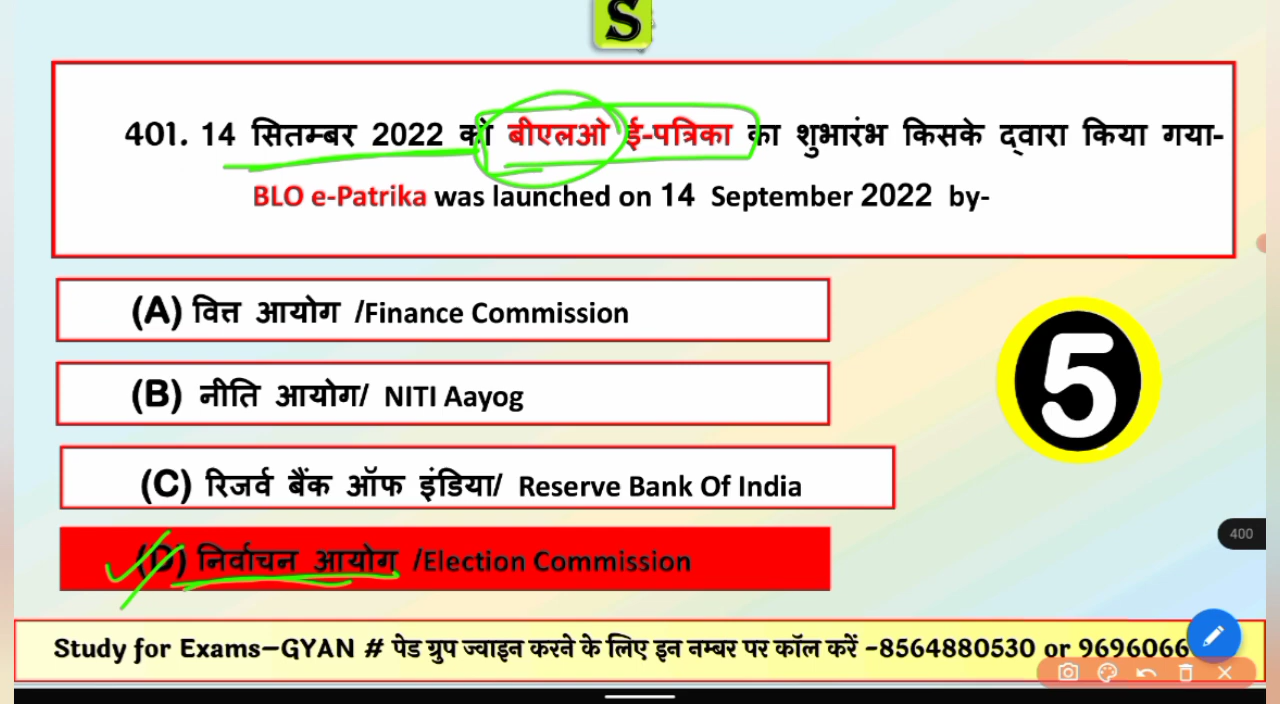 S
401. 14 सितम्बर 2022 को बीएलओ ई-पत्रिका का शुभारंभ किसके द्वारा किया गया-
BLO e-Patrika was launched on 14 September 2022 by-
(A) वित्त आयोग /Finance Commission
(B) नीति आयोग/ NITI Aayog
5
(C) रिजर्व बैंक ऑफ इंडिया/ Reserve Bank Of India
400
(D) निर्वाचन आयोग /Election Commission
Study for Exams-GYAN # पेड ग्रुप ज्वाइन करने के लिए इन नम्बर पर कॉल करें -8564880530 or 9696066